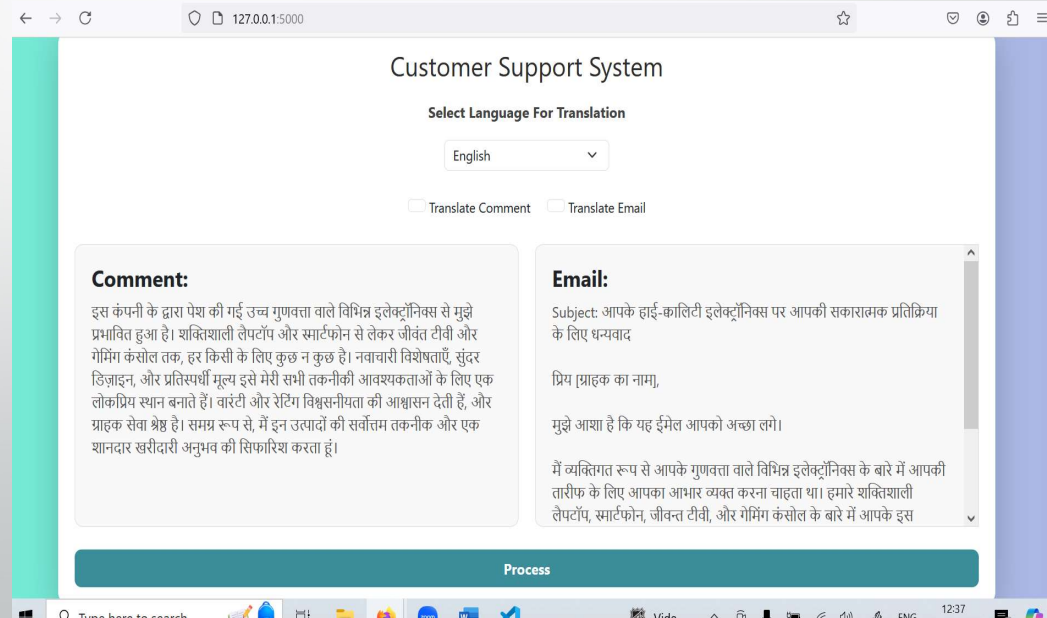 127.0.0.1:5000
Customer Support System
Select Language For Translation
English
Translate Comment Translate Email
Comment:
इस कंपनी के द्वारा पेश की गई उच्च गुणवत्ता वाले विभिन्न इलेक्ट्रॉनिक्स से मुझे
प्रभावित हुआ है। शक्तिशाली लैपटॉप और स्मार्टफोन से लेकर जीवंत टीवी और
गेमिंग कंसोल तक, हर किसी के लिए कुछ न कुछ है। नवाचारी विशेषताएँ, सुंदर
डिज़ाइन, और प्रतिस्पर्धी मूल्य इसे मेरी सभी तकनीकी आवश्यकताओं के लिए एक
लोकप्रिय स्थान बनाते हैं। वारंटी और रेटिंग विश्वसनीयता की आश्वासन देती हैं, और
ग्राहक सेवा श्रेष्ठ है। समग्र रूप से, मैं इन उत्पादों की सर्वोत्तम तकनीक और एक
शानदार खरीदारी अनुभव की सिफारिश करता हूं।
Email:
Subject: आपके हाई-क्वालिटी इलेक्ट्रॉनिक्स पर आपकी सकारात्मक प्रतिक्रिया
के लिए धन्यवाद
प्रिय [ग्राहक का नाम],
मुझे आशा है कि यह ईमेल आपको अच्छा लगे।
मैं व्यक्तिगत रूप से आपके गुणवत्ता वाले विभिन्न इलेक्ट्रॉनिक्स के बारे में आपकी
तारीफ के लिए आपका आभार व्यक्त करना चाहता था। हमारे शक्तिशाली
लैपटॉप, स्मार्टफोन, जीवन्त टीवी, और गेमिंग कंसोल के बारे में आपके इस
Process
Type here to search
Vide
ENG
12:37